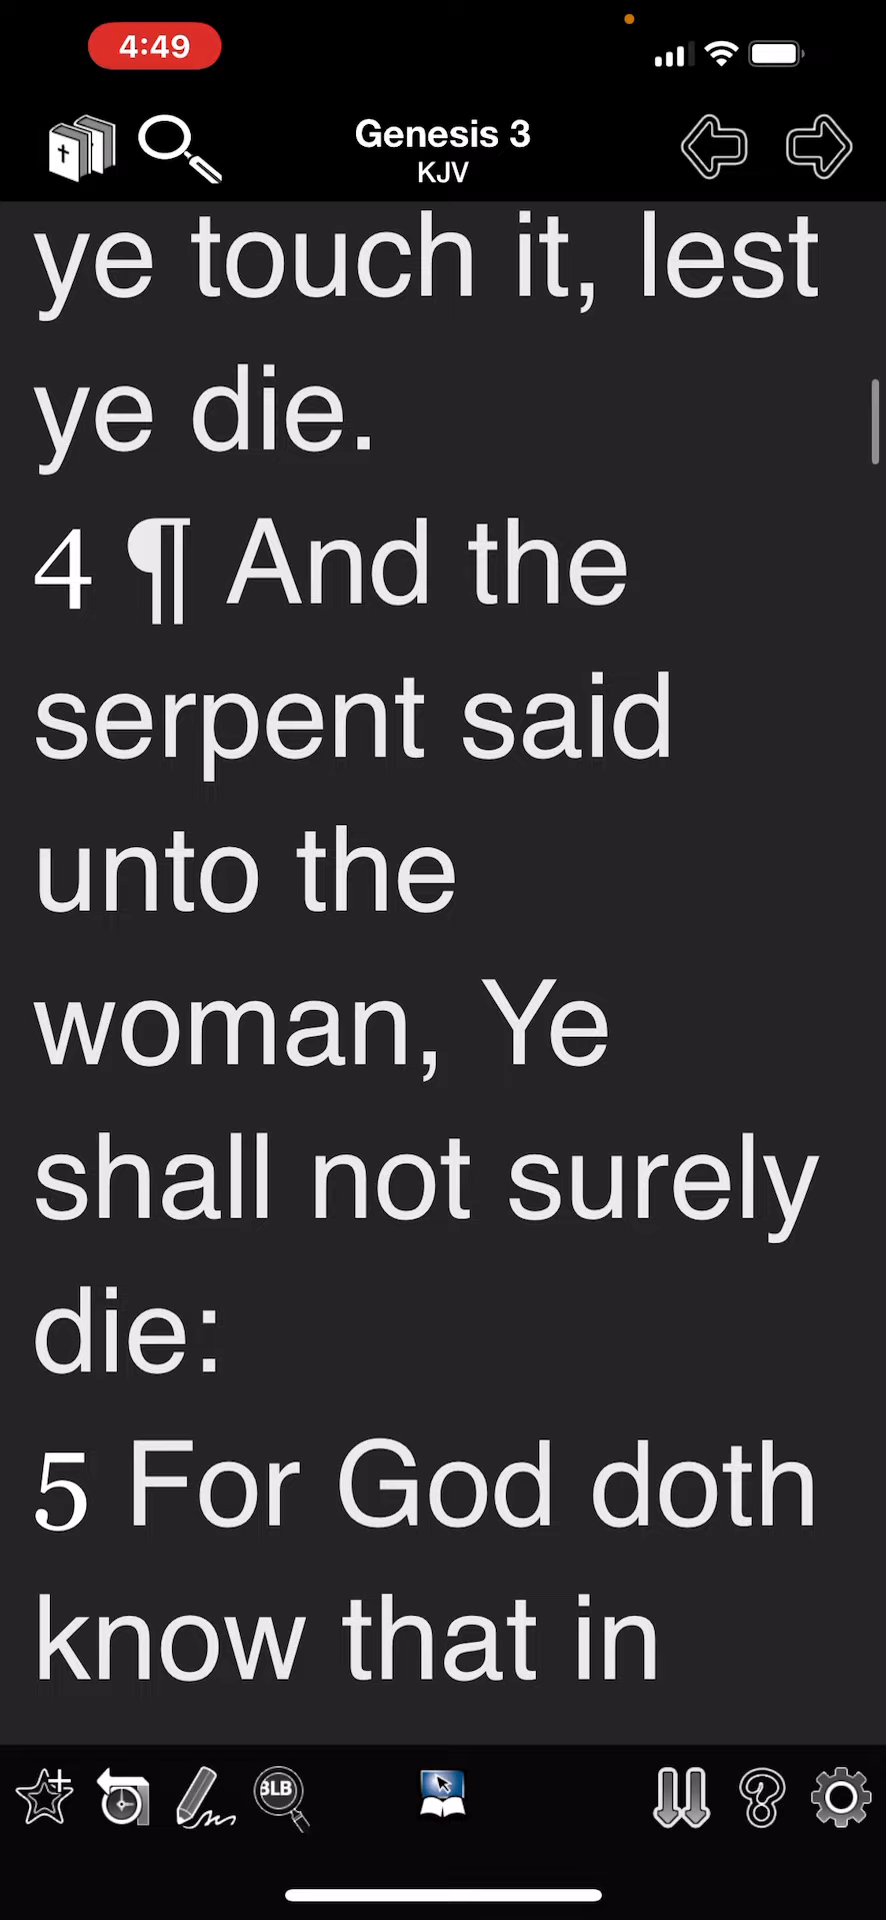 4:49
Genesis 3
KJV
ye touch it, lest
ye die.
4 ¶ And the
serpent said
unto the
woman, Ye
shall not surely
die:
5 For God doth
know that in
BLB